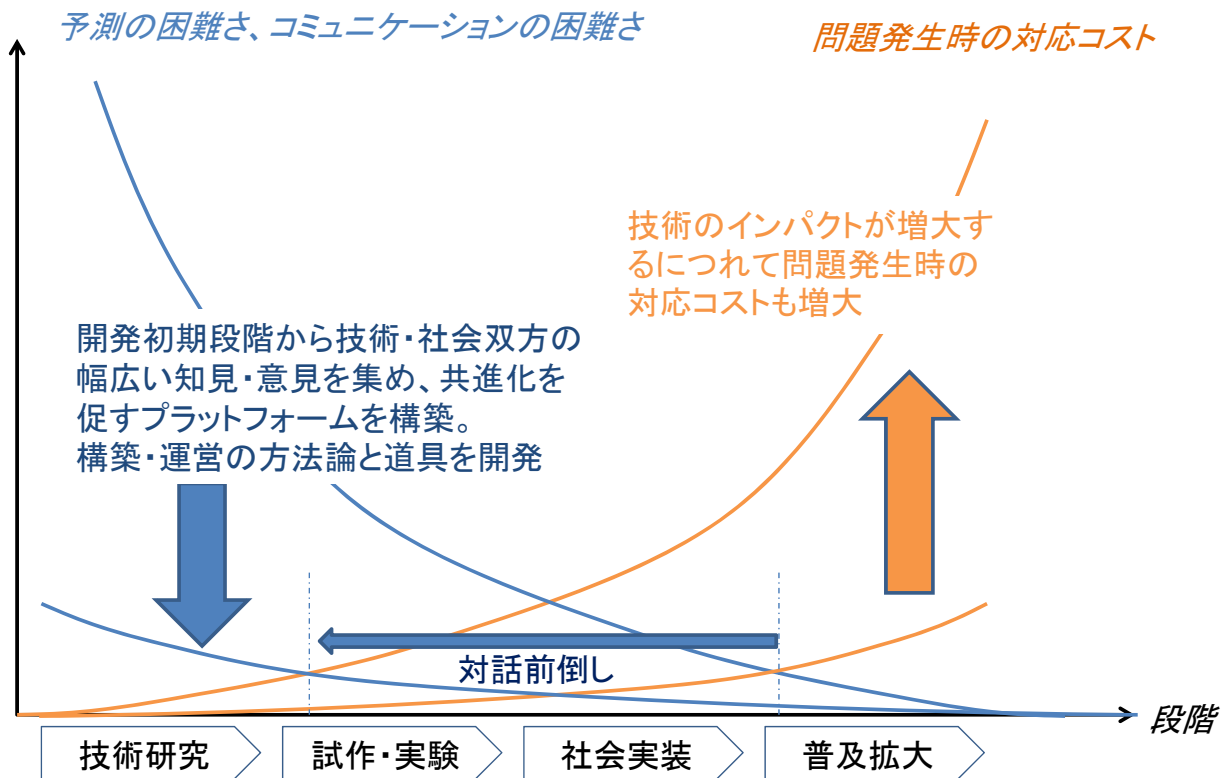 予測の困難さ、コミュニケーションの困難さ
問題発生時の対応コスト
技術のインパクトが増大す
るにつれて問題発生時の
対応コストも増大
開発初期段階から技術・社会双方の
幅広い知見・意見を集め、共進化を
促すプラットフォームを構築。
構築・運営の方法論と道具を開発
対話前倒し
段階
技術研究
試作・実験
社会実装
普及拡大